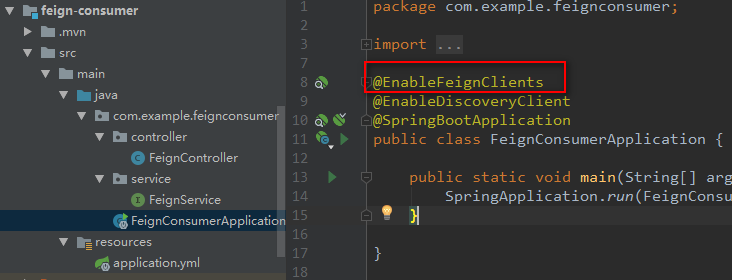 feign-consumer
.mvn
src
main
java
com.example.feignconsumer
controller
FeignController
service
FeignService
FeignConsumerApplication
resources
application.yml
1 package com.example.feignconsumer;
2
3 import ...
7
8 @EnableFeignClients
9 @EnableDiscoveryClient
10 @SpringBootApplication
11 public class FeignConsumerApplication {
12
13 public static void main(String[] arg
14 SpringApplication.run(FeignConsu
15 }
16
17 }
18